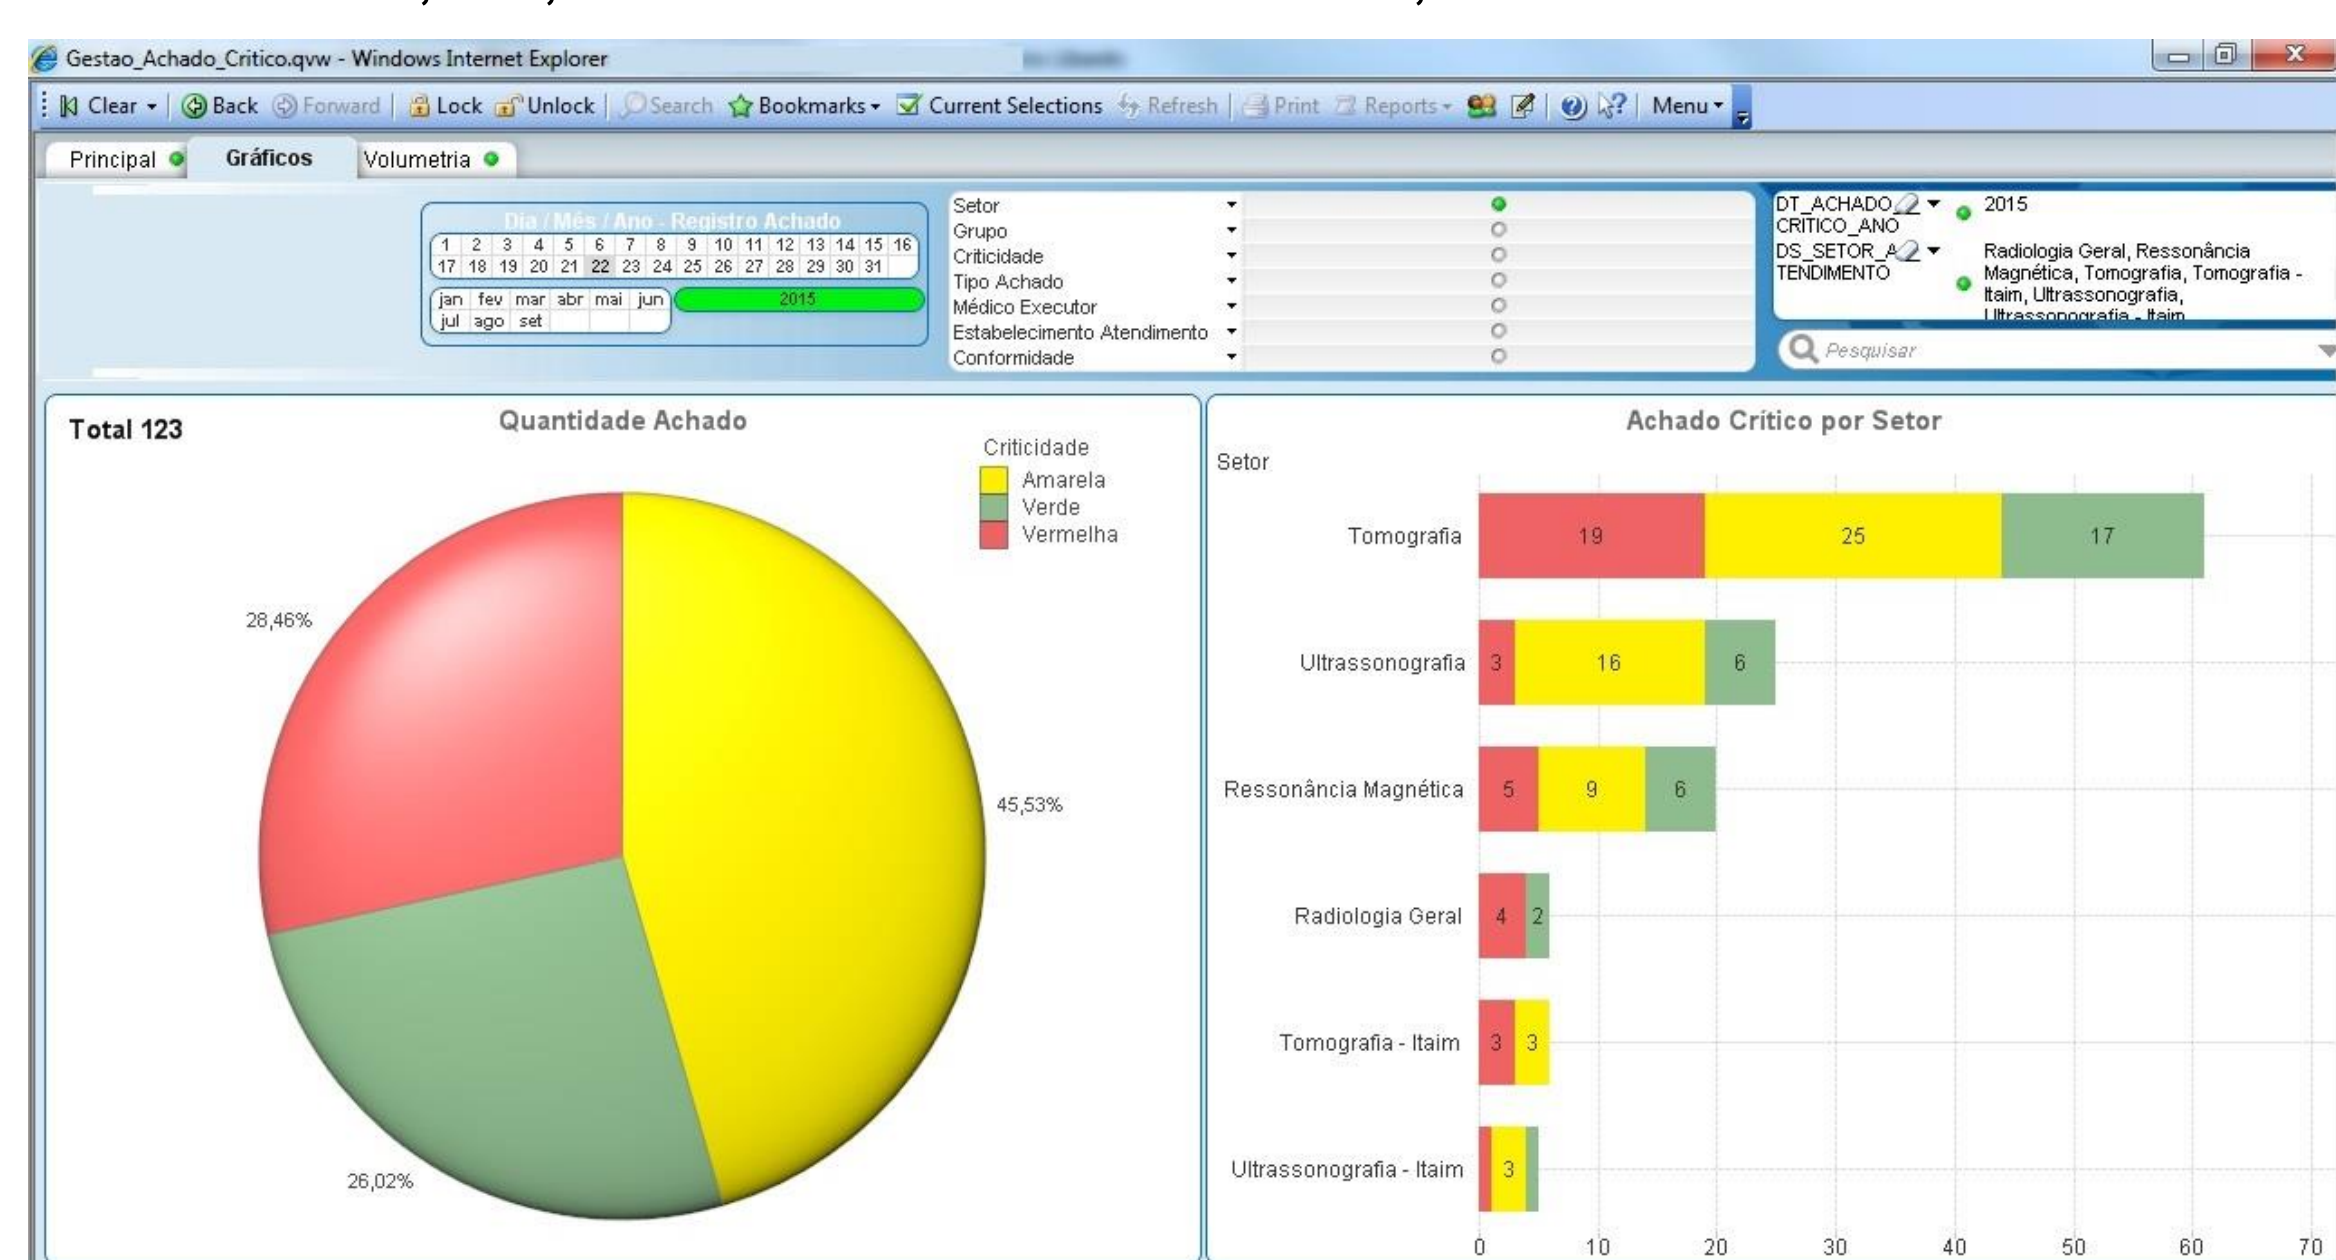 Gestao_Achado_Critico.qvw - Windows Internet Explorer
Clear Back Forward Lock Unlock Search Bookmarks Current Selections Refresh Print Reports Menu
Principal Gráficos Volumetria
Dia / Mês / Ano - Registro Achado
1 2 3 4 5 6 7 8 9 10 11 12 13 14 15 16
17 18 19 20 21 22 23 24 25 26 27 28 29 30 31
jan fev mar abr mai jun 2015
jul ago set
Setor
Grupo
Criticidade
Tipo Achado
Médico Executor
Estabelecimento Atendimento
Conformidade
DT_ACHADO_
CRITICO_ANO
2015
DS_SETOR_A
TENDIMENTO
Radiologia Geral, Ressonância
Magnética, Tomografia, Tomografia -
Itaim, Ultrassonografia,
Ultrassonografia - Itaim
Pesquisar
Total 123
Quantidade Achado
Criticidade
Amarela
Verde
Vermelha
28,46%
45,53%
26,02%
Achado Crítico por Setor
Setor
Tomografia 19 25 17
Ultrassonografia 3 16 6
Ressonância Magnética 5 9 6
Radiologia Geral 4 2
Tomografia - Itaim 3 3
Ultrassonografia - Itaim 3
0 10 20 30 40 50 60 70